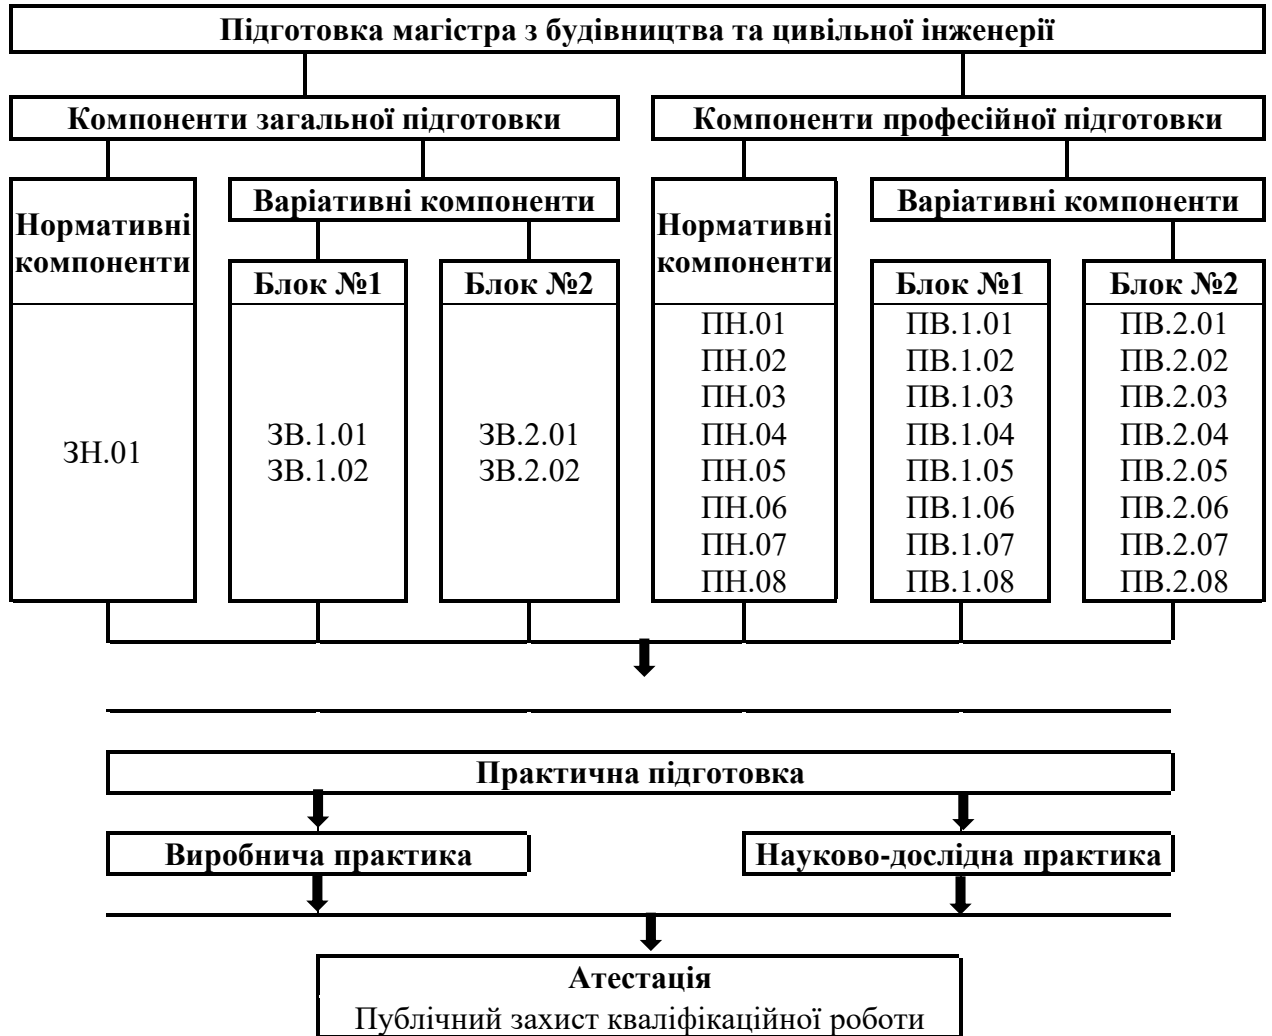 Підготовка магістра з будівництва та цивільної інженерії
Компоненти загальної підготовки
Компоненти професійної підготовки
Нормативні
компоненти
Варіативні компоненти
Нормативні
компоненти
Варіативні компоненти
Блок №1
Блок №2
Блок №1
Блок №2
ЗН.01
ЗВ.1.01
ЗВ.1.02
ЗВ.2.01
ЗВ.2.02
ПН.01
ПН.02
ПН.03
ПН.04
ПН.05
ПН.06
ПН.07
ПН.08
ПВ.1.01
ПВ.1.02
ПВ.1.03
ПВ.1.04
ПВ.1.05
ПВ.1.06
ПВ.1.07
ПВ.1.08
ПВ.2.01
ПВ.2.02
ПВ.2.03
ПВ.2.04
ПВ.2.05
ПВ.2.06
ПВ.2.07
ПВ.2.08
Практична підготовка
Виробнича практика
Науково-дослідна практика
Атестація
Публічний захист кваліфікаційної роботи